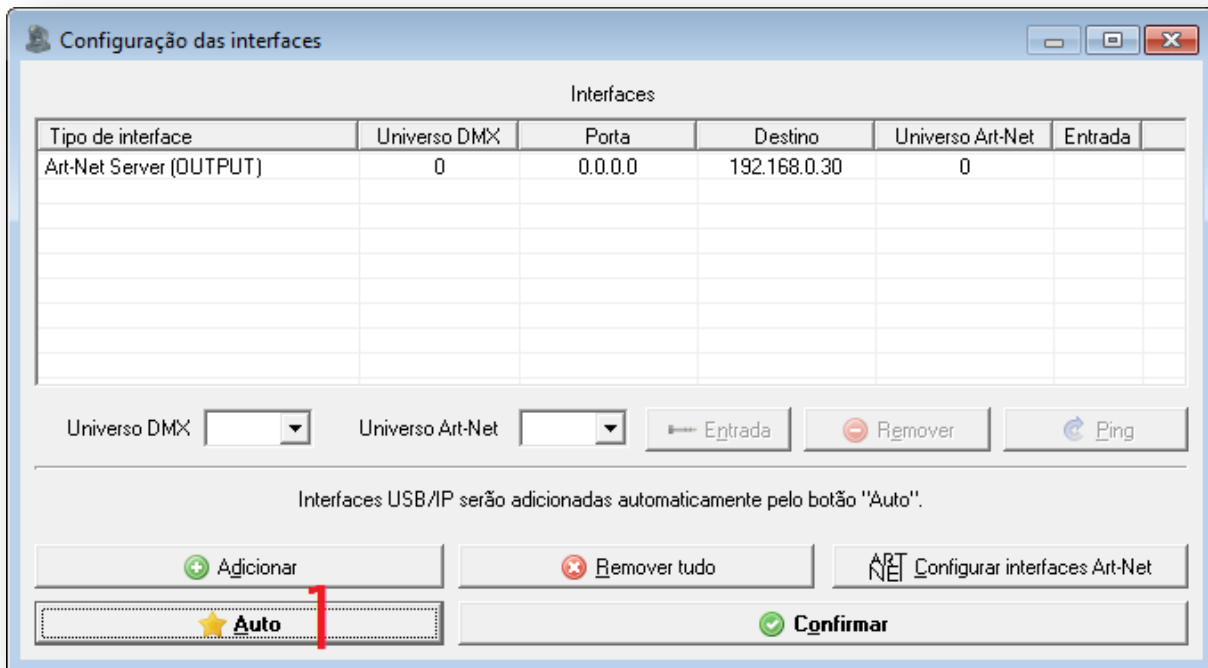 Configuração das interfaces
Interfaces
Tipo de interface Universo DMX Porta Destino Universo Art-Net Entrada
Art-Net Server (OUTPUT) 0 0.0.0.0 192.168.0.30 0
Universo DMX Universo Art-Net Entrada Remover Ping
Interfaces USB/IP serão adicionadas automaticamente pelo botão "Auto".
Adicionar Remover tudo ART NET Configurar interfaces Art-Net
Auto 1 Confirmar